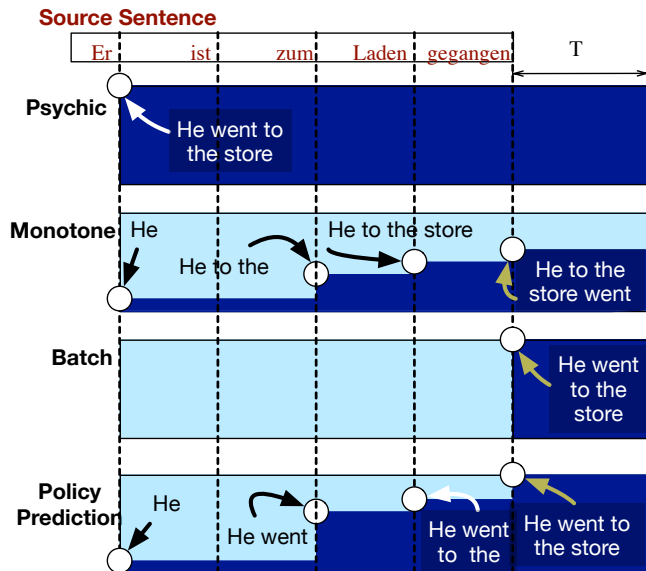 Source Sentence
Er ist zum Laden gegangen T
Psychic
He went to
the store
Monotone
He
He to the
He to the store
He to the
store went
Batch
He went
to the
store
Policy
Prediction
He
He went
He went
to the
He went to
the store